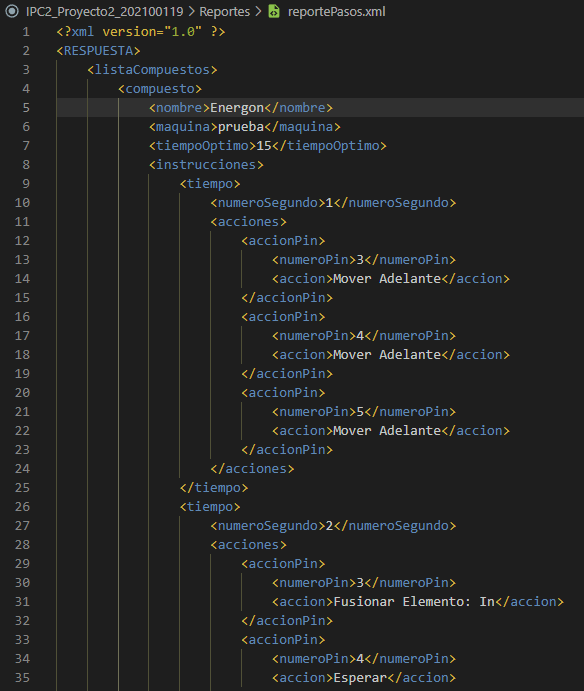 IPC2_Proyecto2_202100119 > Reportes > reportePasos.xml
1 <?xml version="1.0" ?>
2 <RESPUESTA>
3 <listaCompuestos>
4 <compuesto>
5 <nombre>Energon</nombre>
6 <maquina>prueba</maquina>
7 <tiempoOptimo>15</tiempoOptimo>
8 <instrucciones>
9 <tiempo>
10 <numeroSegundo>1</numeroSegundo>
11 <acciones>
12 <accionPin>
13 <numeroPin>3</numeroPin>
14 <accion>Mover Adelante</accion>
15 </accionPin>
16 <accionPin>
17 <numeroPin>4</numeroPin>
18 <accion>Mover Adelante</accion>
19 </accionPin>
20 <accionPin>
21 <numeroPin>5</numeroPin>
22 <accion>Mover Adelante</accion>
23 </accionPin>
24 </acciones>
25 </tiempo>
26 <tiempo>
27 <numeroSegundo>2</numeroSegundo>
28 <acciones>
29 <accionPin>
30 <numeroPin>3</numeroPin>
31 <accion>Fusionar Elemento: In</accion>
32 </accionPin>
33 <accionPin>
34 <numeroPin>4</numeroPin>
35 <accion>Esperar</accion>